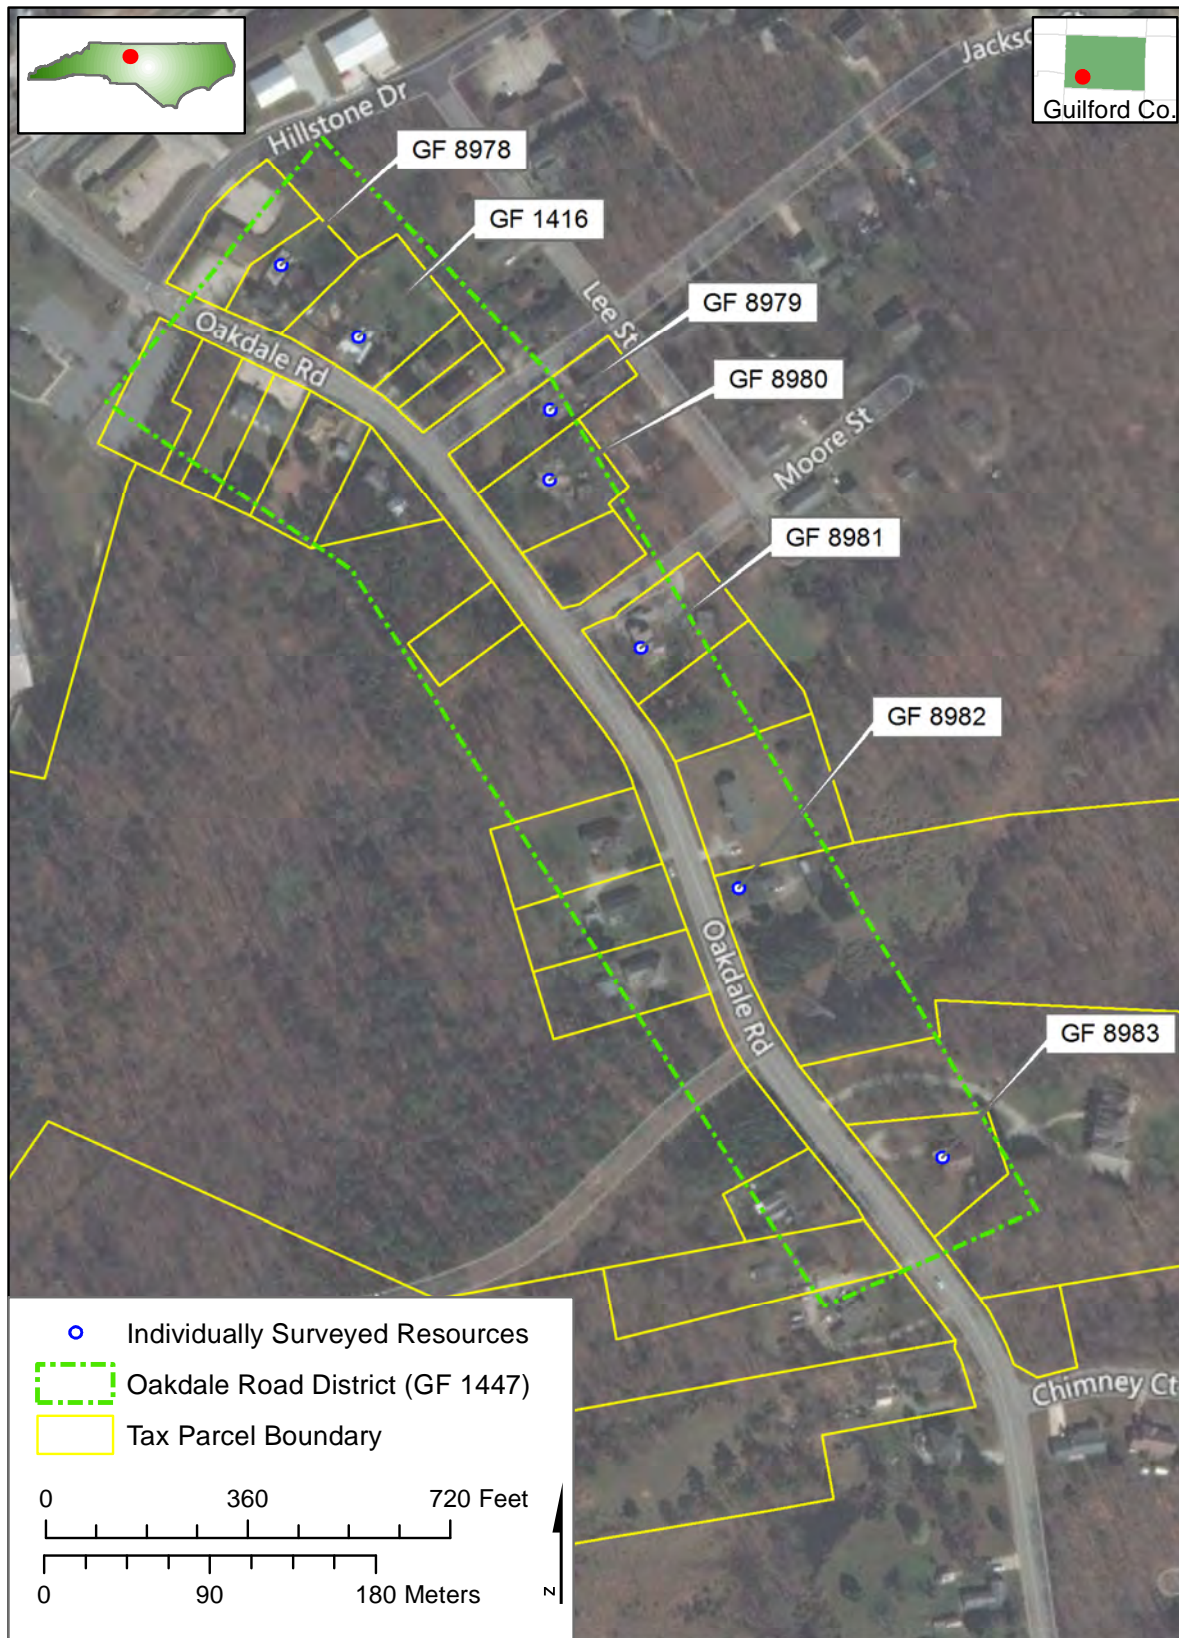 Jackso
Guilford Co.
Hillstone Dr
GF 8978
GF 1416
GF 8979
Lee St
Oakdale Rd
GF 8980
Moore St
GF 8981
GF 8982
Oakdale Rd
GF 8983
Chimney Ct
Individually Surveyed Resources
Oakdale Road District (GF 1447)
Tax Parcel Boundary
0 360 720 Feet
0 90 180 Meters
N